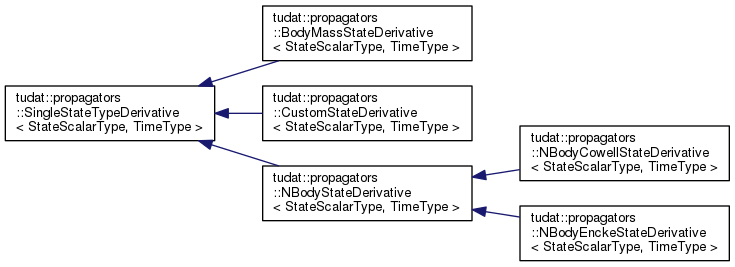 tudat::propagators
::BodyMassStateDerivative
< StateScalarType, TimeType >
tudat::propagators
::SingleStateTypeDerivative
< StateScalarType, TimeType >
tudat::propagators
::CustomStateDerivative
< StateScalarType, TimeType >
tudat::propagators
::NBodyStateDerivative
< StateScalarType, TimeType >
tudat::propagators
::NBodyCowellStateDerivative
< StateScalarType, TimeType >
tudat::propagators
::NBodyEnckeStateDerivative
< StateScalarType, TimeType >